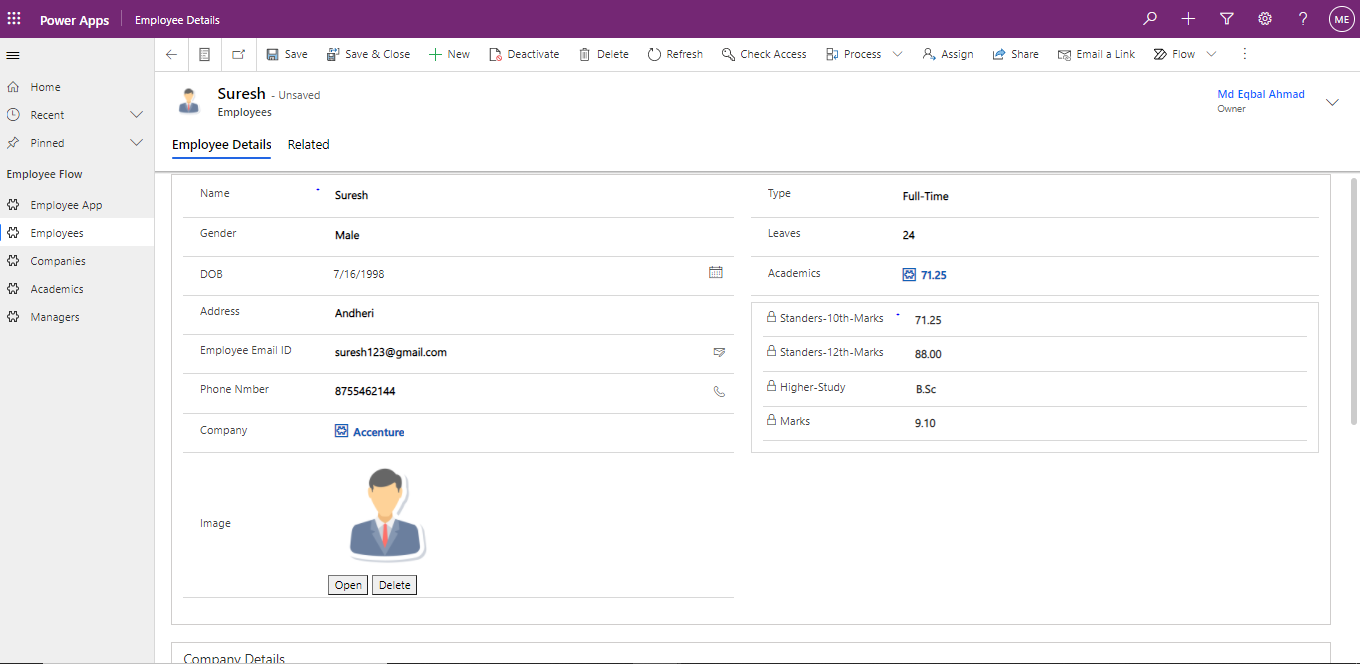 Power Apps Employee Details ? ME
Save Save & Close New Deactivate Delete Refresh Check Access Process Assign Share Email a Link Flow
Home
Recent
Pinned
Employee Flow
Employee App
Employees
Companies
Academics
Managers
Suresh - Unsaved
Employees
Md Eqbal Ahmad
Owner
Employee Details Related
Name * Suresh
Gender Male
DOB 7/16/1998
Address Andheri
Employee Email ID suresh123@gmail.com
Phone Nmber 8755462144
Company Accenture
Image
Open Delete
Type Full-Time
Leaves 24
Academics 71.25
Standers-10th-Marks * 71.25
Standers-12th-Marks 88.00
Higher-Study B.Sc
Marks 9.10
Company Details